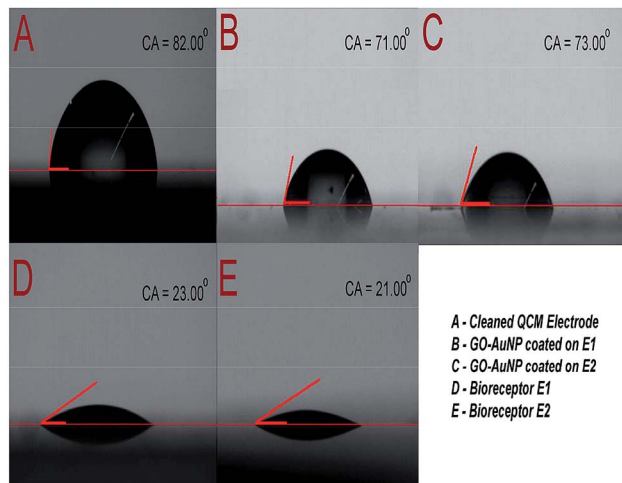 A
CA = 82.00°
B
CA = 71.00°
C
CA = 73.00°
D
CA = 23.00°
E
CA = 21.00°
A - Cleaned QCM Electrode
B - GO-AuNP coated on E1
C - GO-AuNP coated on E2
D - Bioreceptor E1
E - Bioreceptor E2